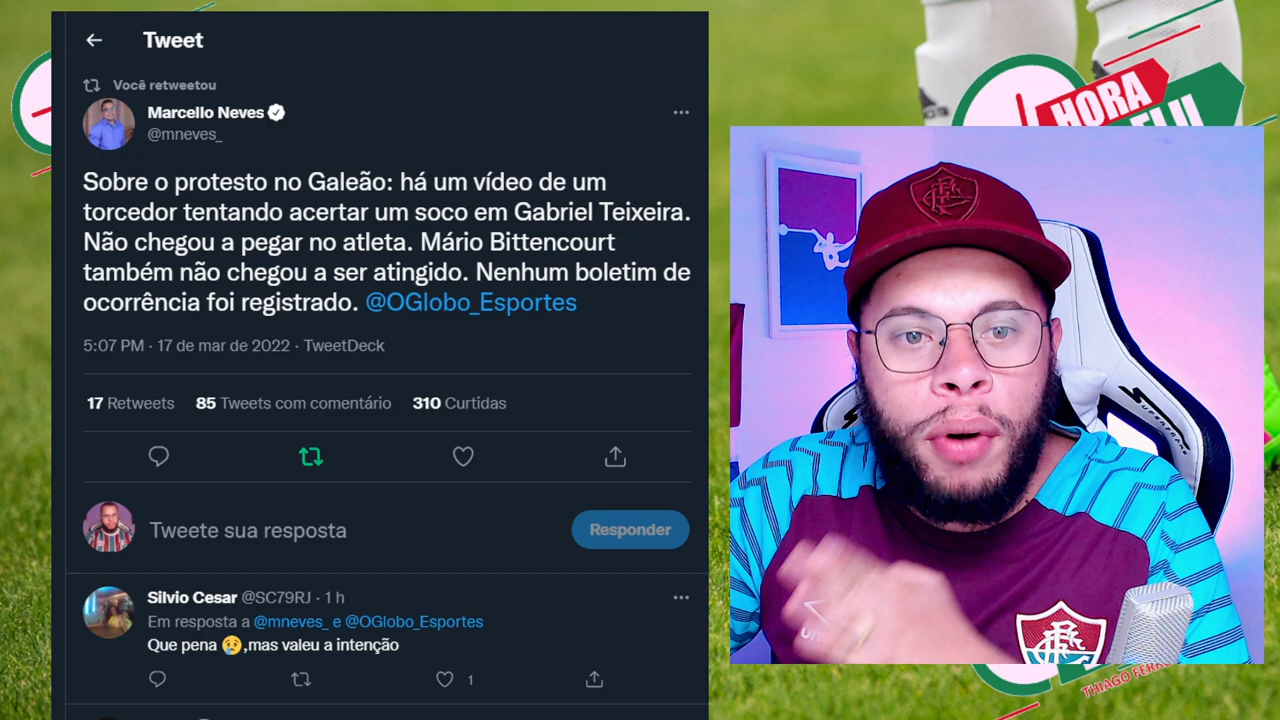 Tweet
Você retweetou
Marcello Neves
@mneves_
Sobre o protesto no Galeão: há um vídeo de um
torcedor tentando acertar um soco em Gabriel Teixeira.
Não chegou a pegar no atleta. Mário Bittencourt
também não chegou a ser atingido. Nenhum boletim de
ocorrência foi registrado. @OGlobo_Esportes
5:07 PM · 17 de mar de 2022 · TweetDeck
17 Retweets 85 Tweets com comentário 310 Curtidas
Tweete sua resposta
Responder
Silvio Cesar @SC79RJ · 1 h
Em resposta a @mneves_ e @OGlobo_Esportes
Que pena 😢,mas valeu a intenção
1
HORA
THIAGO